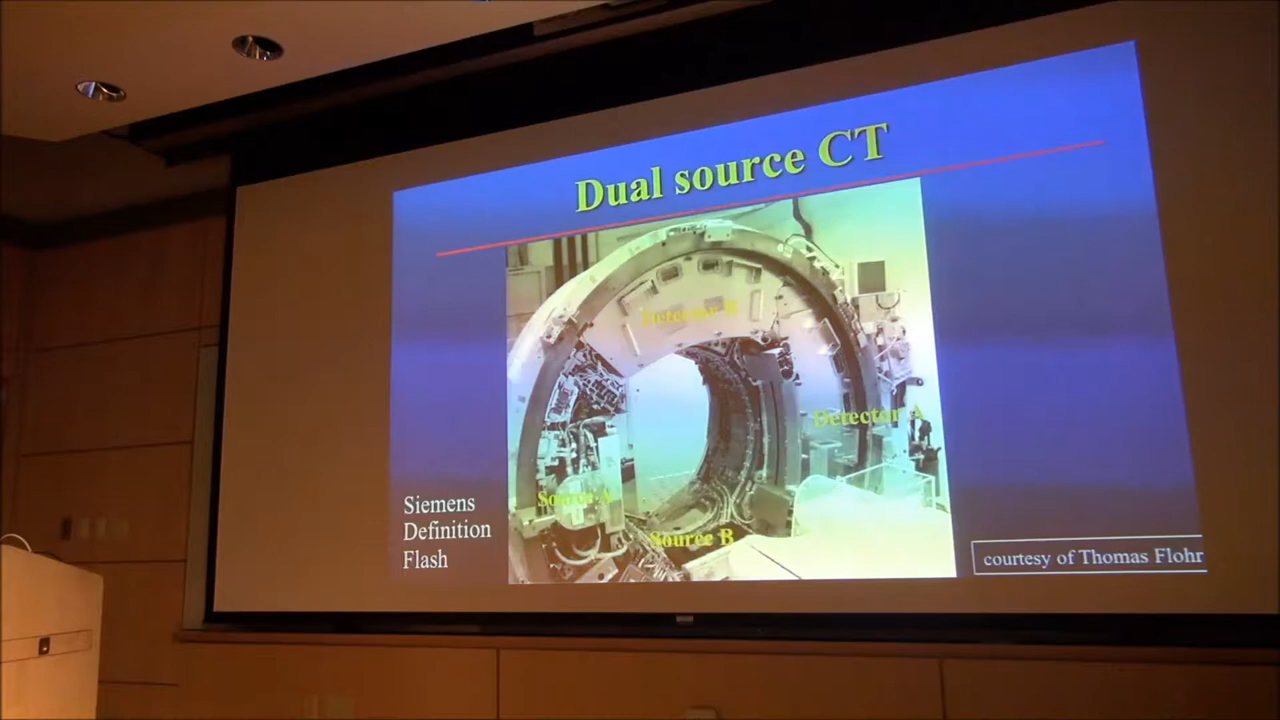 Dual source CT
Detector B
Detector A
Source A
Source B
Siemens
Definition
Flash
courtesy of Thomas Flohr